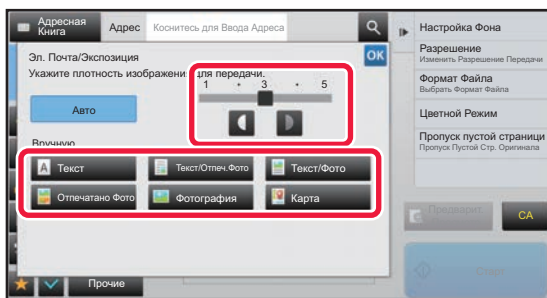 Адресная
Книга
Адрес
Коснитесь для Ввода Адреса
Эл. Почта/Экспозиция
OK
Укажите плотность изображения для передачи.
1 • 3 • 5
Авто
Вручную
Текст
Текст/Отпеч.Фото
Текст/Фото
Отпечатано Фото
Фотография
Карта
Прочие
Настройка Фона
Разрешение
Изменить Разрешение Передачи
Формат Файла
Выбрать Формат Файла
Цветной Режим
Пропуск пустой страници
Пропуск Пустой Стр. Оригинала
CA